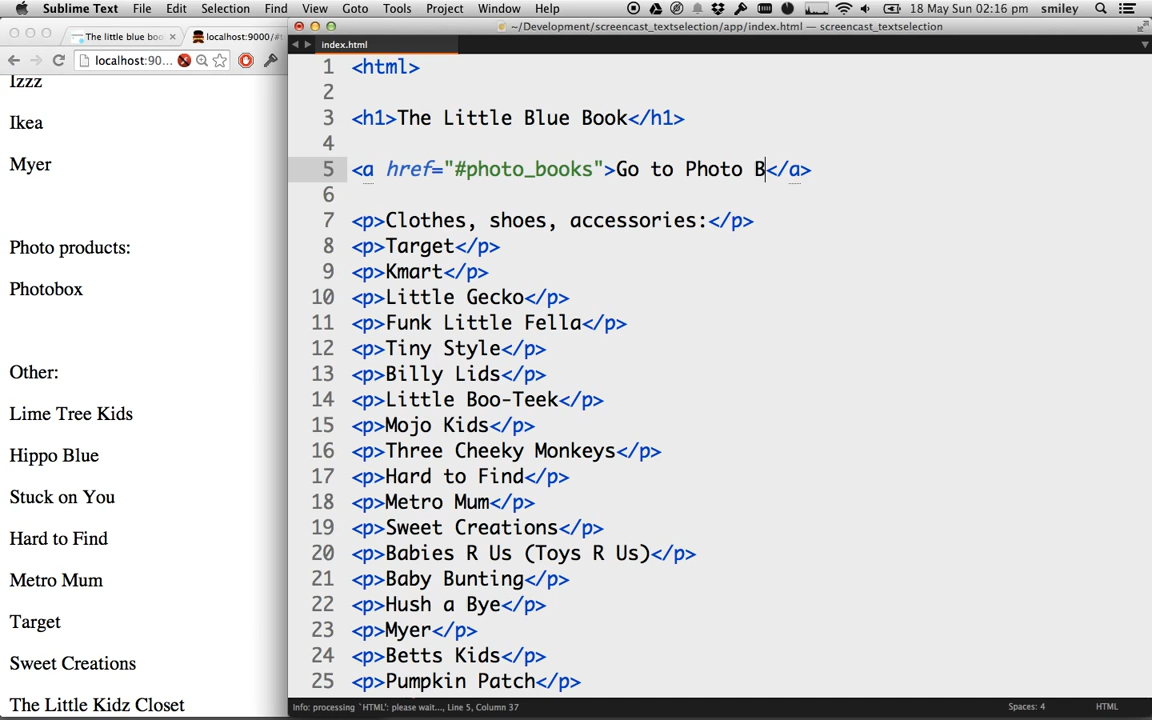 Sublime Text File Edit Selection Find View Goto Tools Project Window Help 18 May Sun 02:16 pm smiley
~/Development/screencast_textselection/app/index.html — screencast_textselection
The little blue boo
localhost:9000/#
index.html
localhost:90...
Izzz
Ikea
Myer
Photo products:
Photobox
Other:
Lime Tree Kids
Hippo Blue
Stuck on You
Hard to Find
Metro Mum
Target
Sweet Creations
The Little Kidz Closet
1 <html>
2
3 <h1>The Little Blue Book</h1>
4
5 <a href="#photo_books">Go to Photo B</a>
6
7 <p>Clothes, shoes, accessories:</p>
8 <p>Target</p>
9 <p>Kmart</p>
10 <p>Little Gecko</p>
11 <p>Funk Little Fella</p>
12 <p>Tiny Style</p>
13 <p>Billy Lids</p>
14 <p>Little Boo-Teek</p>
15 <p>Mojo Kids</p>
16 <p>Three Cheeky Monkeys</p>
17 <p>Hard to Find</p>
18 <p>Metro Mum</p>
19 <p>Sweet Creations</p>
20 <p>Babies R Us (Toys R Us)</p>
21 <p>Baby Bunting</p>
22 <p>Hush a Bye</p>
23 <p>Myer</p>
24 <p>Betts Kids</p>
25 <p>Pumpkin Patch</p>
Info: processing `HTML': please wait..., Line 5, Column 37
Spaces: 4
HTML